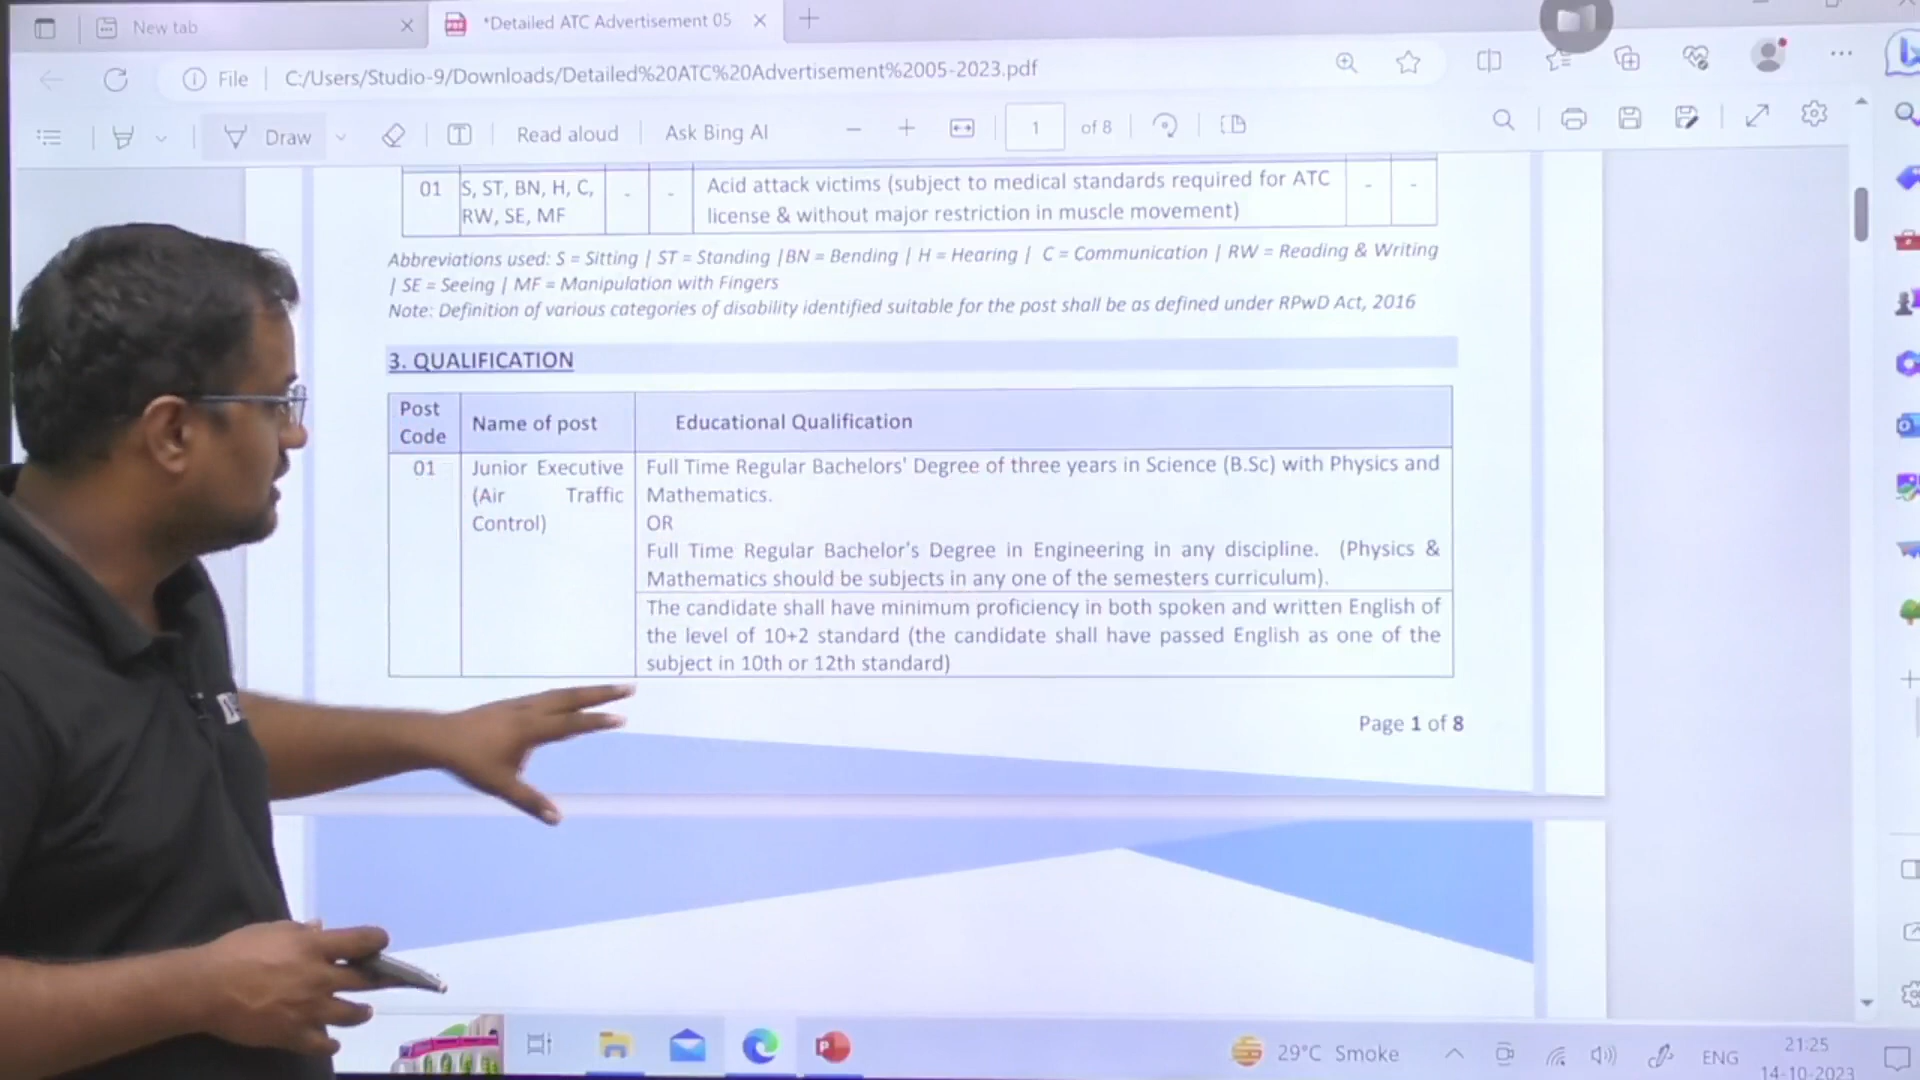 New tab
*Detailed ATC Advertisement 05
File
C:/Users/Studio-9/Downloads/Detailed%20ATC%20Advertisement%2005-2023.pdf
Draw
Read aloud
Ask Bing AI
1
of 8
01
S, ST, BN, H, C,
RW, SE, MF
-
-
Acid attack victims (subject to medical standards required for ATC
license & without major restriction in muscle movement)
-
-
Abbreviations used: S = Sitting | ST = Standing |BN = Bending | H = Hearing | C = Communication | RW = Reading & Writing
| SE = Seeing | MF = Manipulation with Fingers
Note: Definition of various categories of disability identified suitable for the post shall be as defined under RPwD Act, 2016
3. QUALIFICATION
Post
Code
Name of post
Educational Qualification
01
Junior Executive
(Air Traffic
Control)
Full Time Regular Bachelors' Degree of three years in Science (B.Sc) with Physics and
Mathematics.
OR
Full Time Regular Bachelor's Degree in Engineering in any discipline. (Physics &
Mathematics should be subjects in any one of the semesters curriculum).
The candidate shall have minimum proficiency in both spoken and written English of
the level of 10+2 standard (the candidate shall have passed English as one of the
subject in 10th or 12th standard)
Page 1 of 8
29°C Smoke
ENG
21:25
14-10-2023